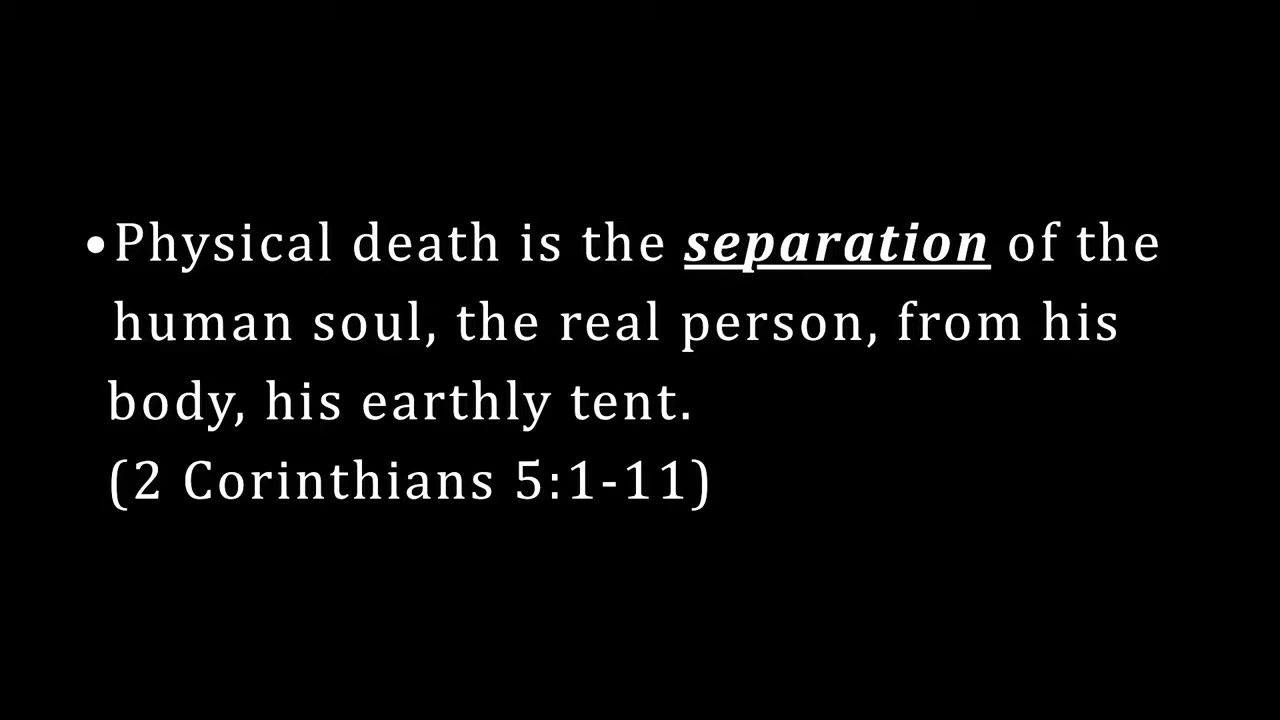 •Physical death is the separation of the
human soul, the real person, from his
body, his earthly tent.
(2 Corinthians 5:1-11)